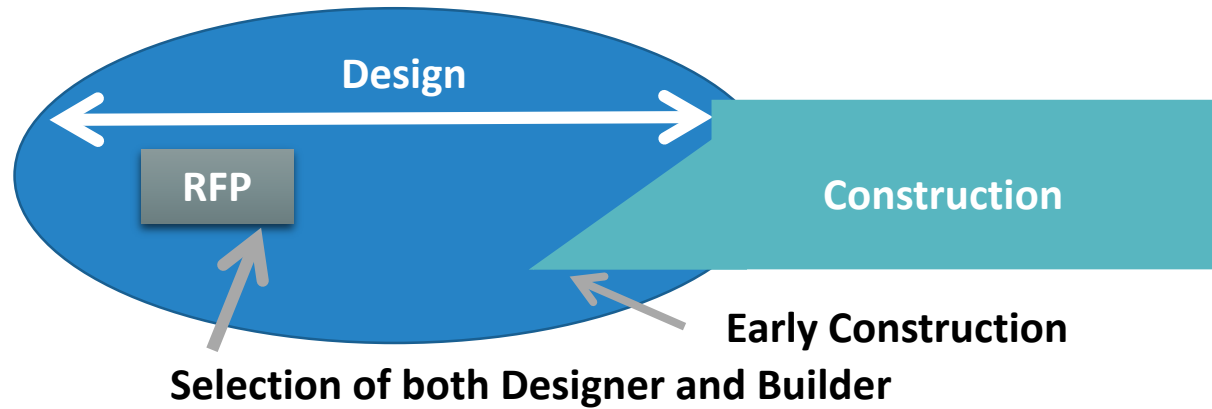 Design
RFP
Construction
Early Construction
Selection of both Designer and Builder